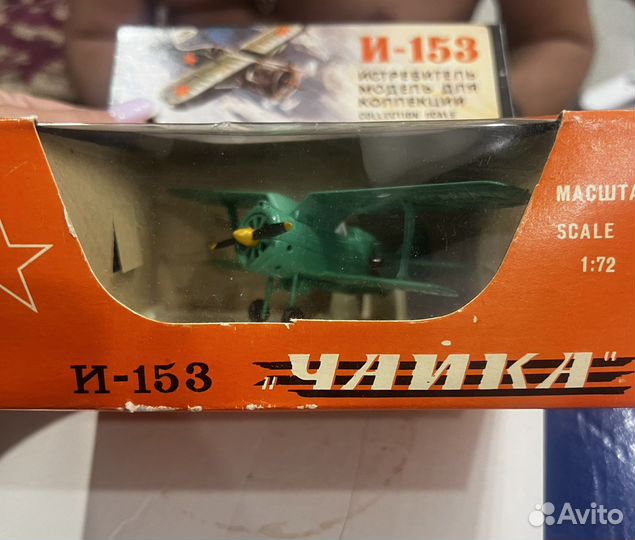 И-153
ИСТРЕБИТЕЛЬ
МОДЕЛЬ ДЛЯ
КОЛЛЕКЦИИ
COLLECTION SCALE
МАСШТА
SCALE
1:72
И-153 „ЧАЙКА“
Avito